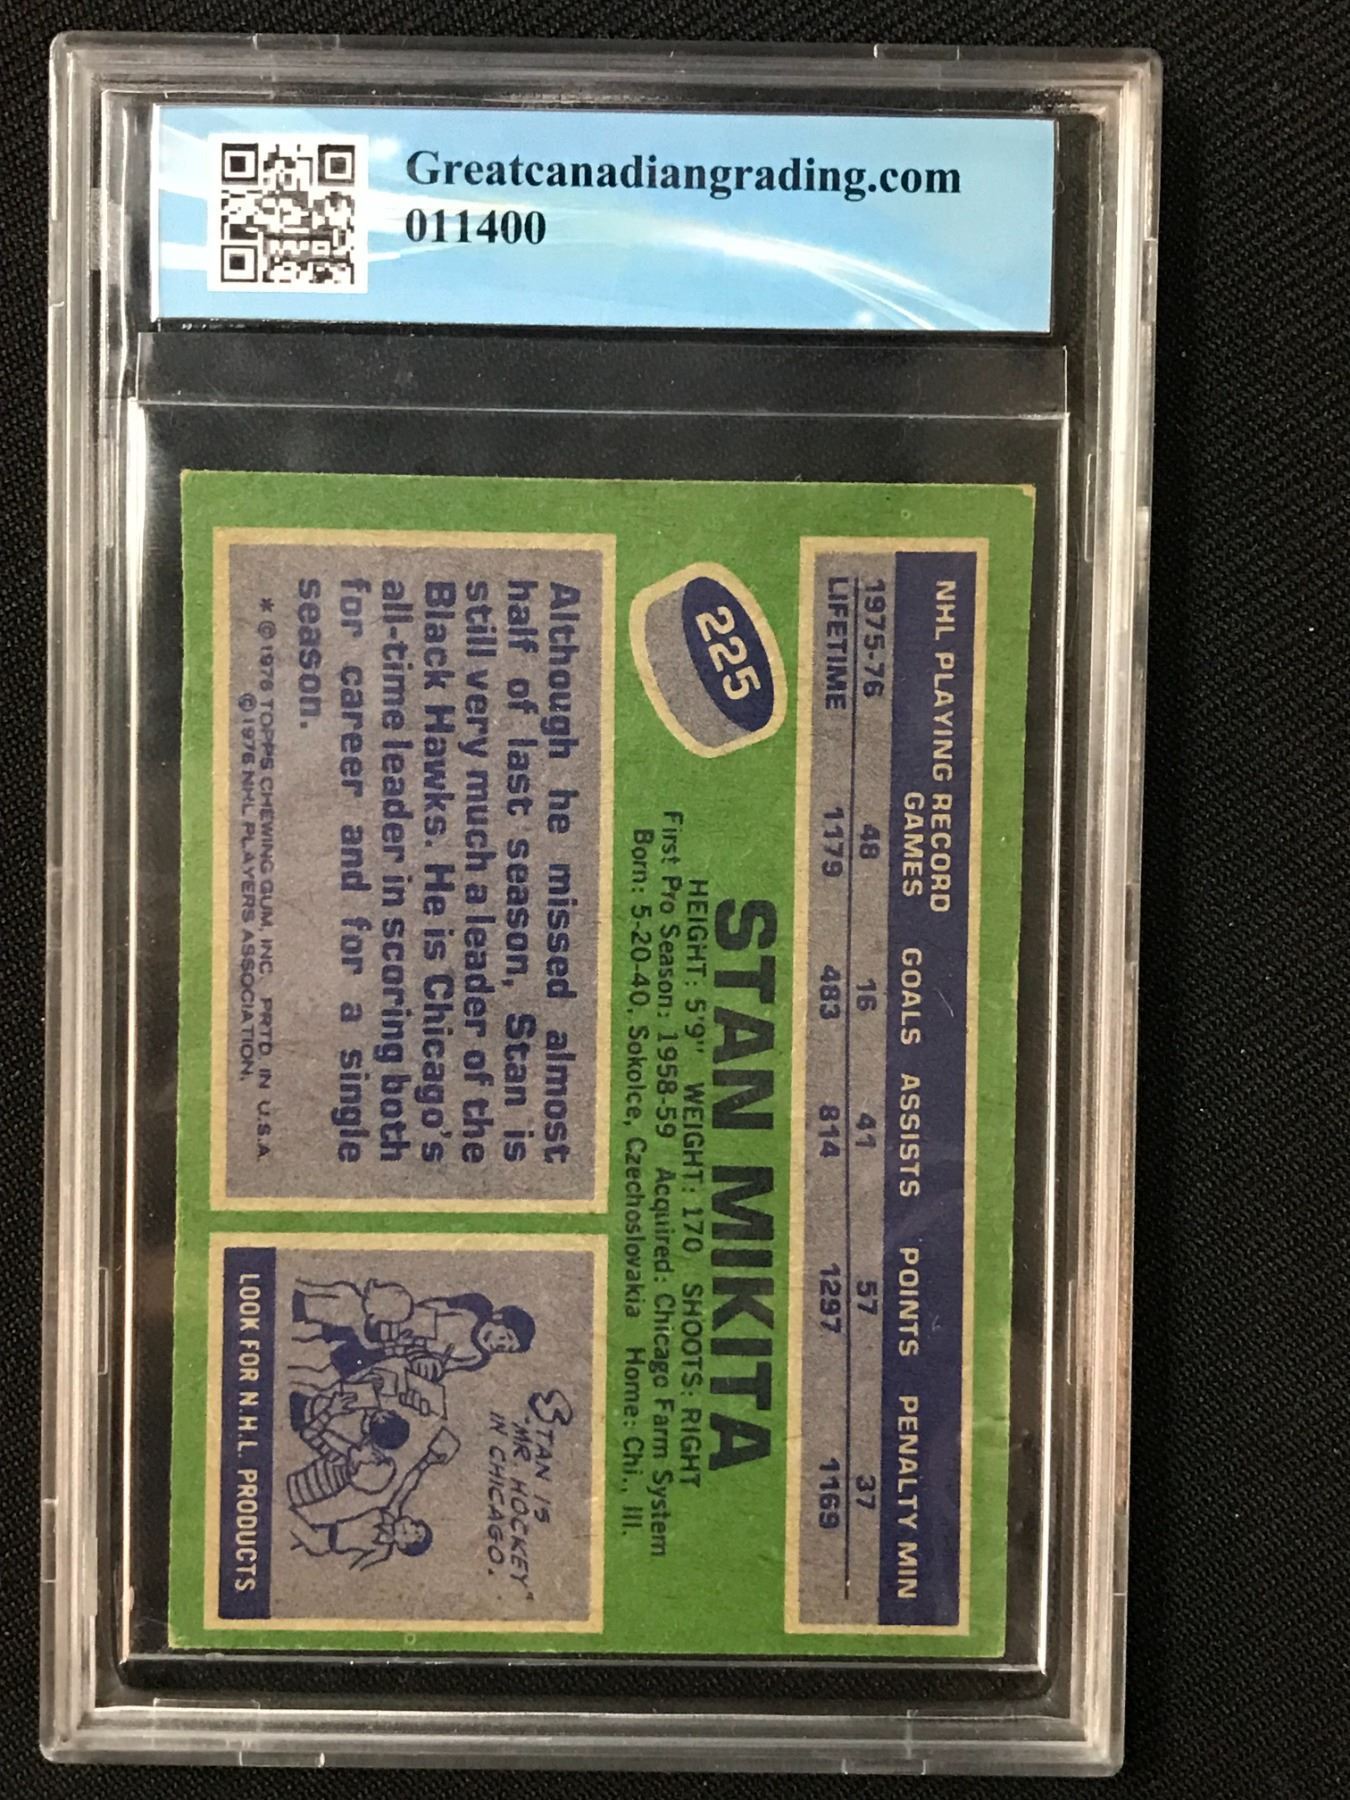 Greatcanadiangrading.com
011400
NHL PLAYING RECORD
GAMES GOALS ASSISTS POINTS PENALTY MIN
1975-76 48 16 41 57 37
LIFETIME 1179 483 814 1297 1169
225
STAN MIKITA
HEIGHT: 5'9" WEIGHT: 170 SHOOTS: RIGHT
First Pro Season: 1958-59 Acquired: Chicago Farm System
Born: 5-20-40, Sokolce, Czechoslovakia Home: Chi., Ill.
Although he missed almost
half of last season, Stan is
still very much a leader of the
Black Hawks. He is Chicago's
all-time leader in scoring both
for career and for a single
season.
* © 1976 TOPPS CHEWING GUM, INC. PRTD. IN U.S.A.
© 1976 NHL PLAYERS ASSOCIATION.
STAN IS
"MR HOCKEY"
IN CHICAGO.
LOOK FOR N.H.L. PRODUCTS